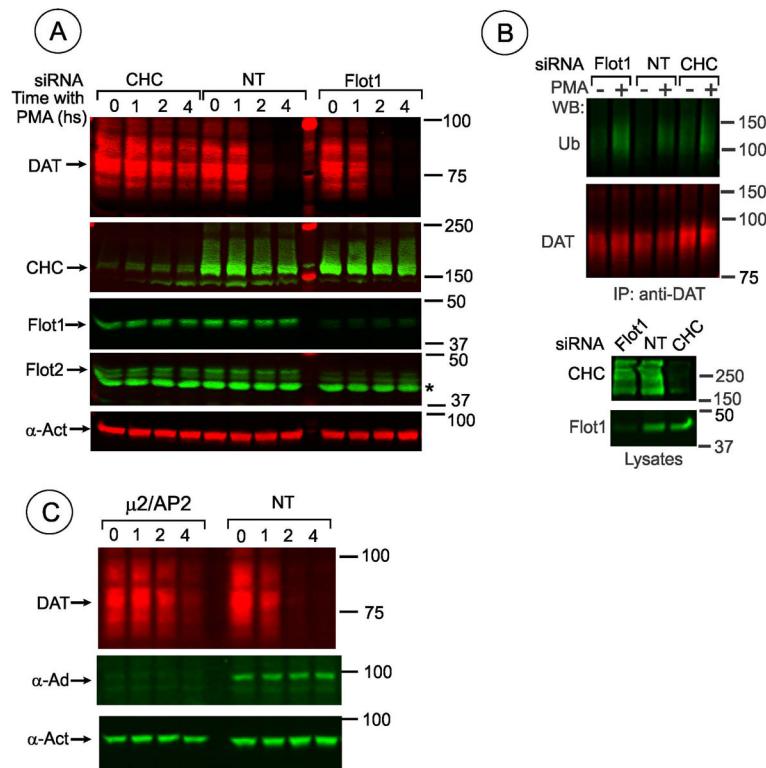 A
siRNA CHC NT Flot1
Time with PMA (hs) 0 1 2 4 0 1 2 4 0 1 2 4
100
DAT
75
250
CHC
150
50
Flot1
37
50
Flot2
*
37
100
α-Act
B
siRNA Flot1 NT CHC
PMA - + - + - +
WB:
150
Ub
100
150
100
DAT
75
IP: anti-DAT
siRNA Flot1 NT CHC
CHC
250
150
50
Flot1
37
Lysates
C
μ2/AP2 NT
0 1 2 4 0 1 2 4
100
DAT
75
100
α-Ad
100
α-Act